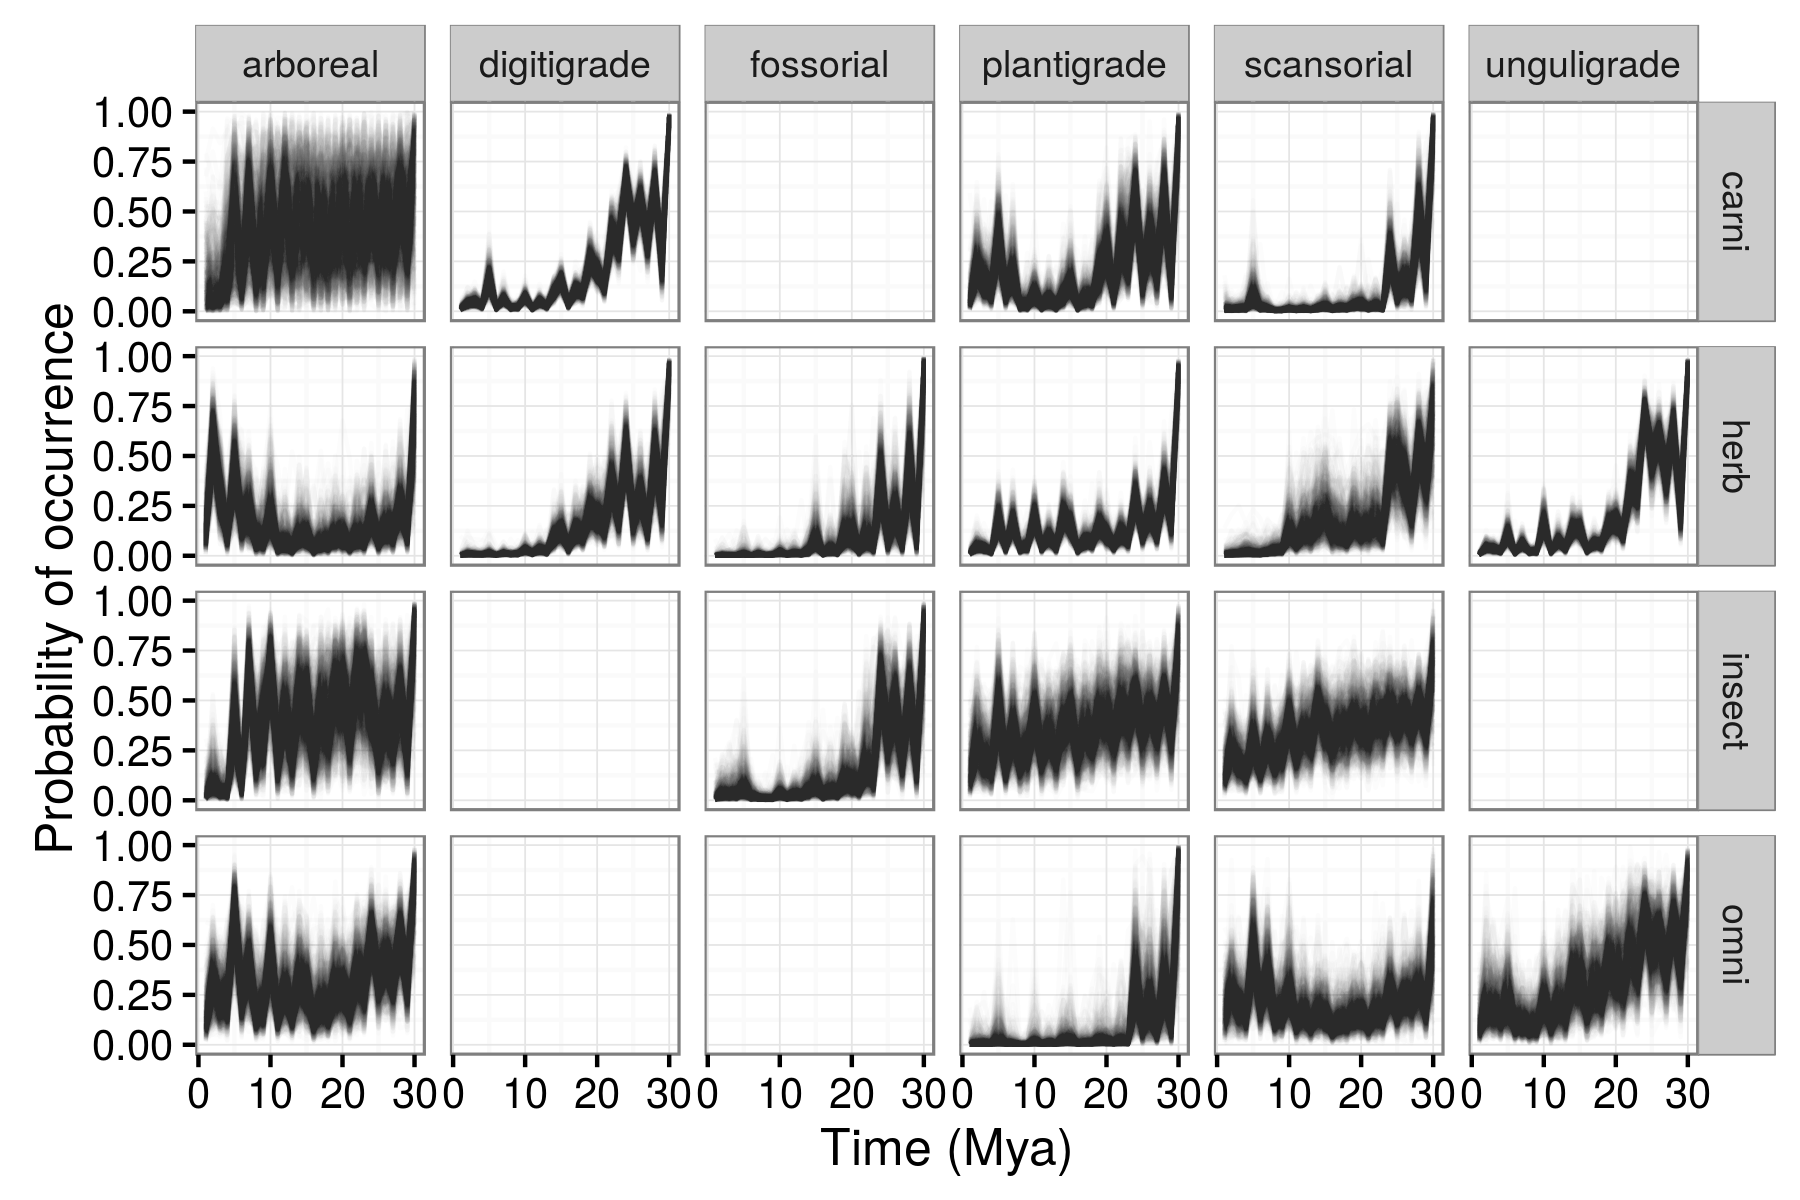 arboreal digitigrade fossorial plantigrade scansorial unguligrade
1.00
0.75
0.50
0.25
0.00
carni
1.00
0.75
0.50
0.25
0.00
herb
1.00
0.75
0.50
0.25
0.00
insect
1.00
0.75
0.50
0.25
0.00
omni
Probability of occurrence
0 10 20 30 0 10 20 30 0 10 20 30 0 10 20 30 0 10 20 30 0 10 20 30
Time (Mya)